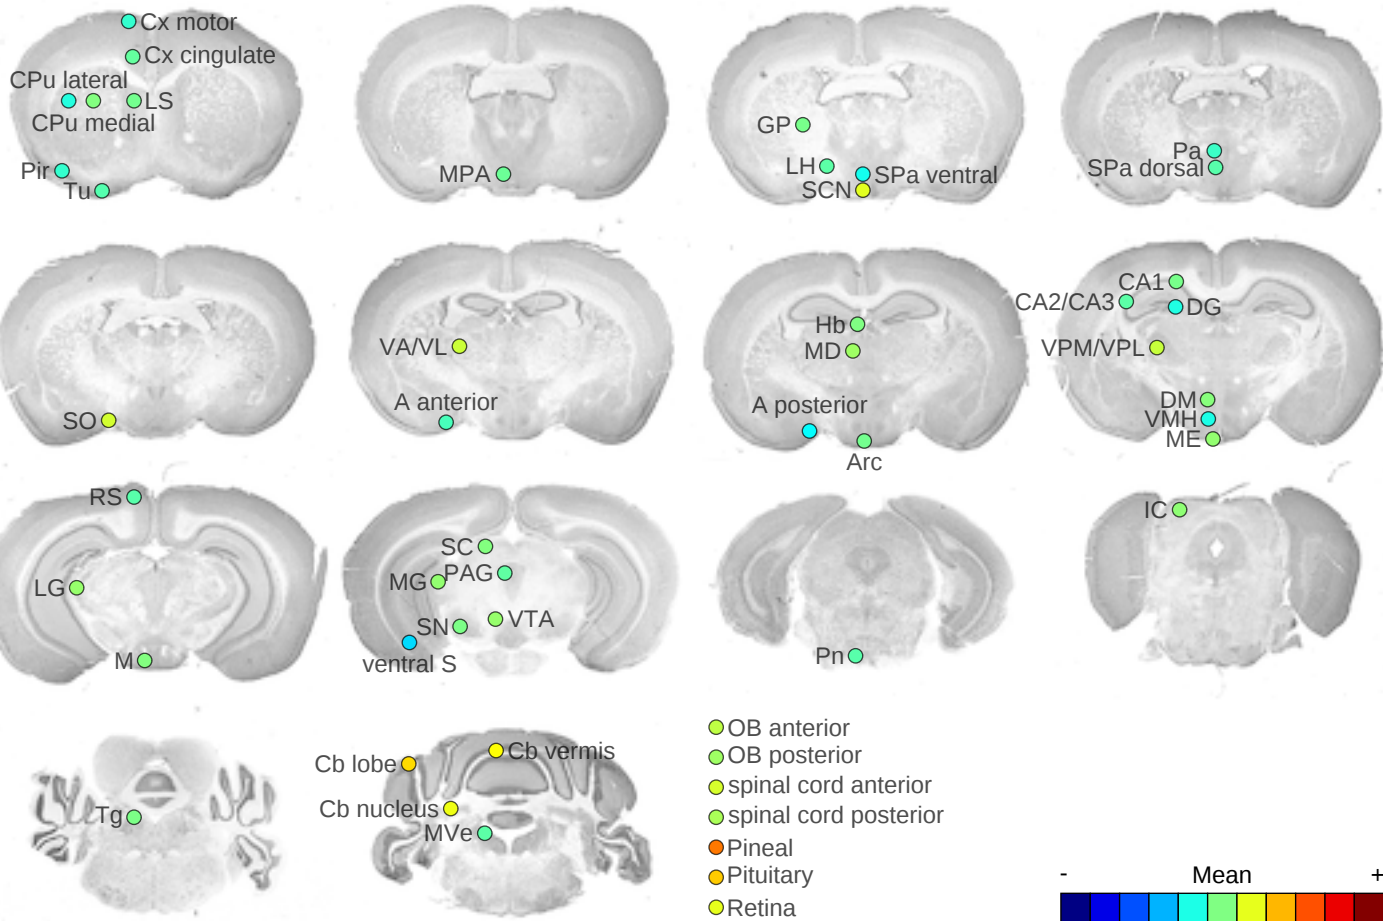 Cx motor
Cx cingulate
CPu lateral
LS
CPu medial
Pir
Tu
MPA
GP
LH
SPa ventral
SCN
Pa
SPa dorsal
SO
VA/VL
A anterior
Hb
MD
A posterior
Arc
CA1
CA2/CA3
DG
VPM/VPL
DM
VMH
ME
RS
LG
M
SC
MG
PAG
SN
VTA
ventral S
Pn
IC
Tg
Cb lobe
Cb vermis
Cb nucleus
MVe
OB anterior
OB posterior
spinal cord anterior
spinal cord posterior
Pineal
Pituitary
Retina
- Mean +